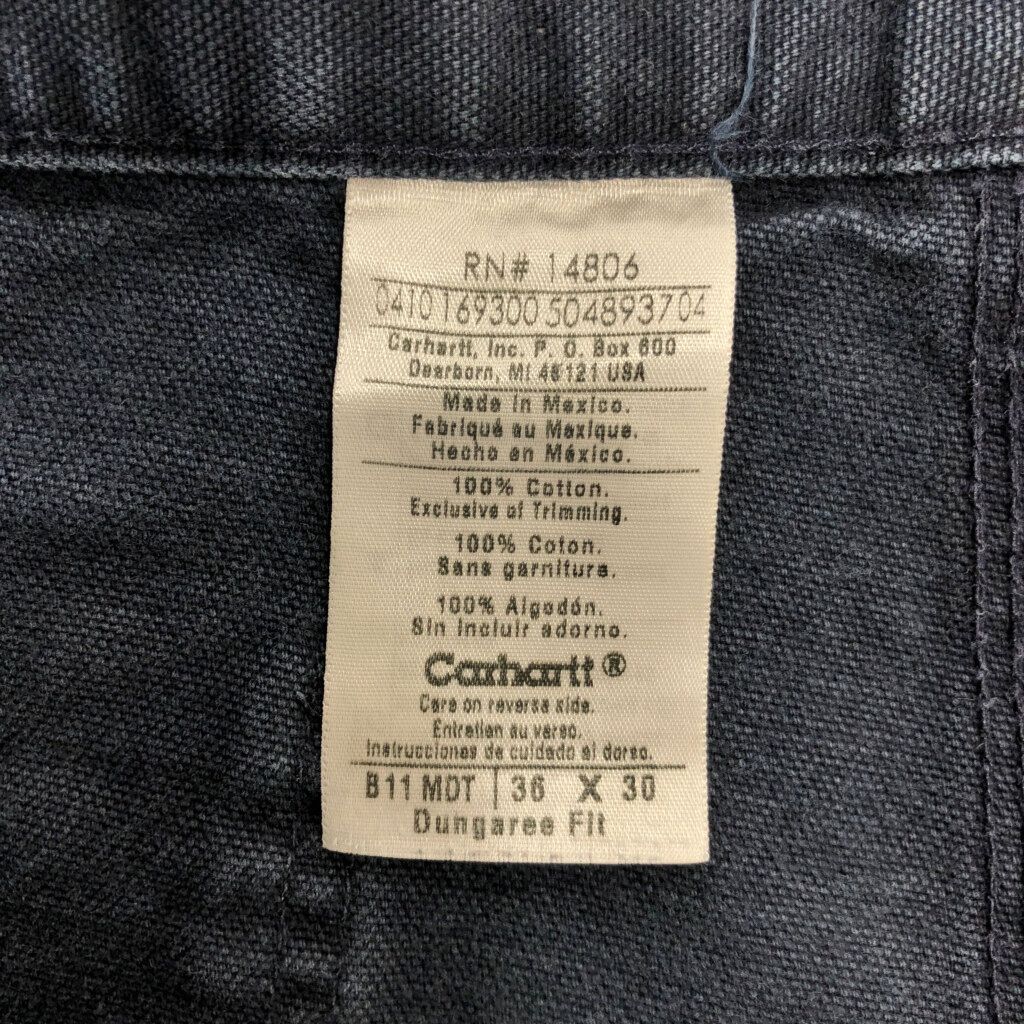 RN# 14806
0410 169300 504893704
Carhartt, Inc. P. O. Box 600
Dearborn, MI 48121 USA
Made in Mexico.
Fabriqué au Mexique.
Hecho en México.
100% Cotton.
Exclusive of Trimming.
100% Coton.
Sans garniture.
100% Algodón.
Sin incluir adorno.
Carhartt®
Care on reverse side.
Entretien au verso.
Instrucciones de cuidado al dorso.
B11 MDT | 36 X 30
Dungaree Fit